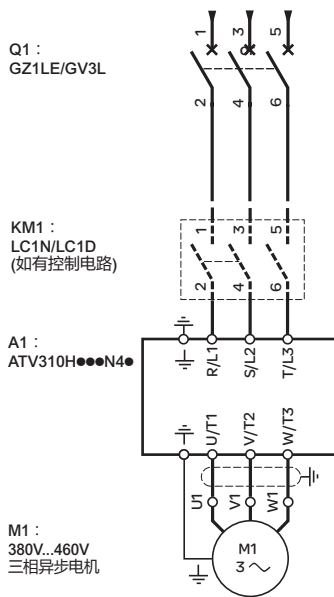 Q1：
GZ1LE/GV3L
1
3
5
2
4
6
KM1：
LC1N/LC1D
(如有控制电路)
1
3
5
2
4
6
A1：
ATV310H●●●N4●
R/L1
S/L2
T/L3
U/T1
V/T2
W/T3
U1
V1
W1
M1：
380V...460V
三相异步电机
M1
3～